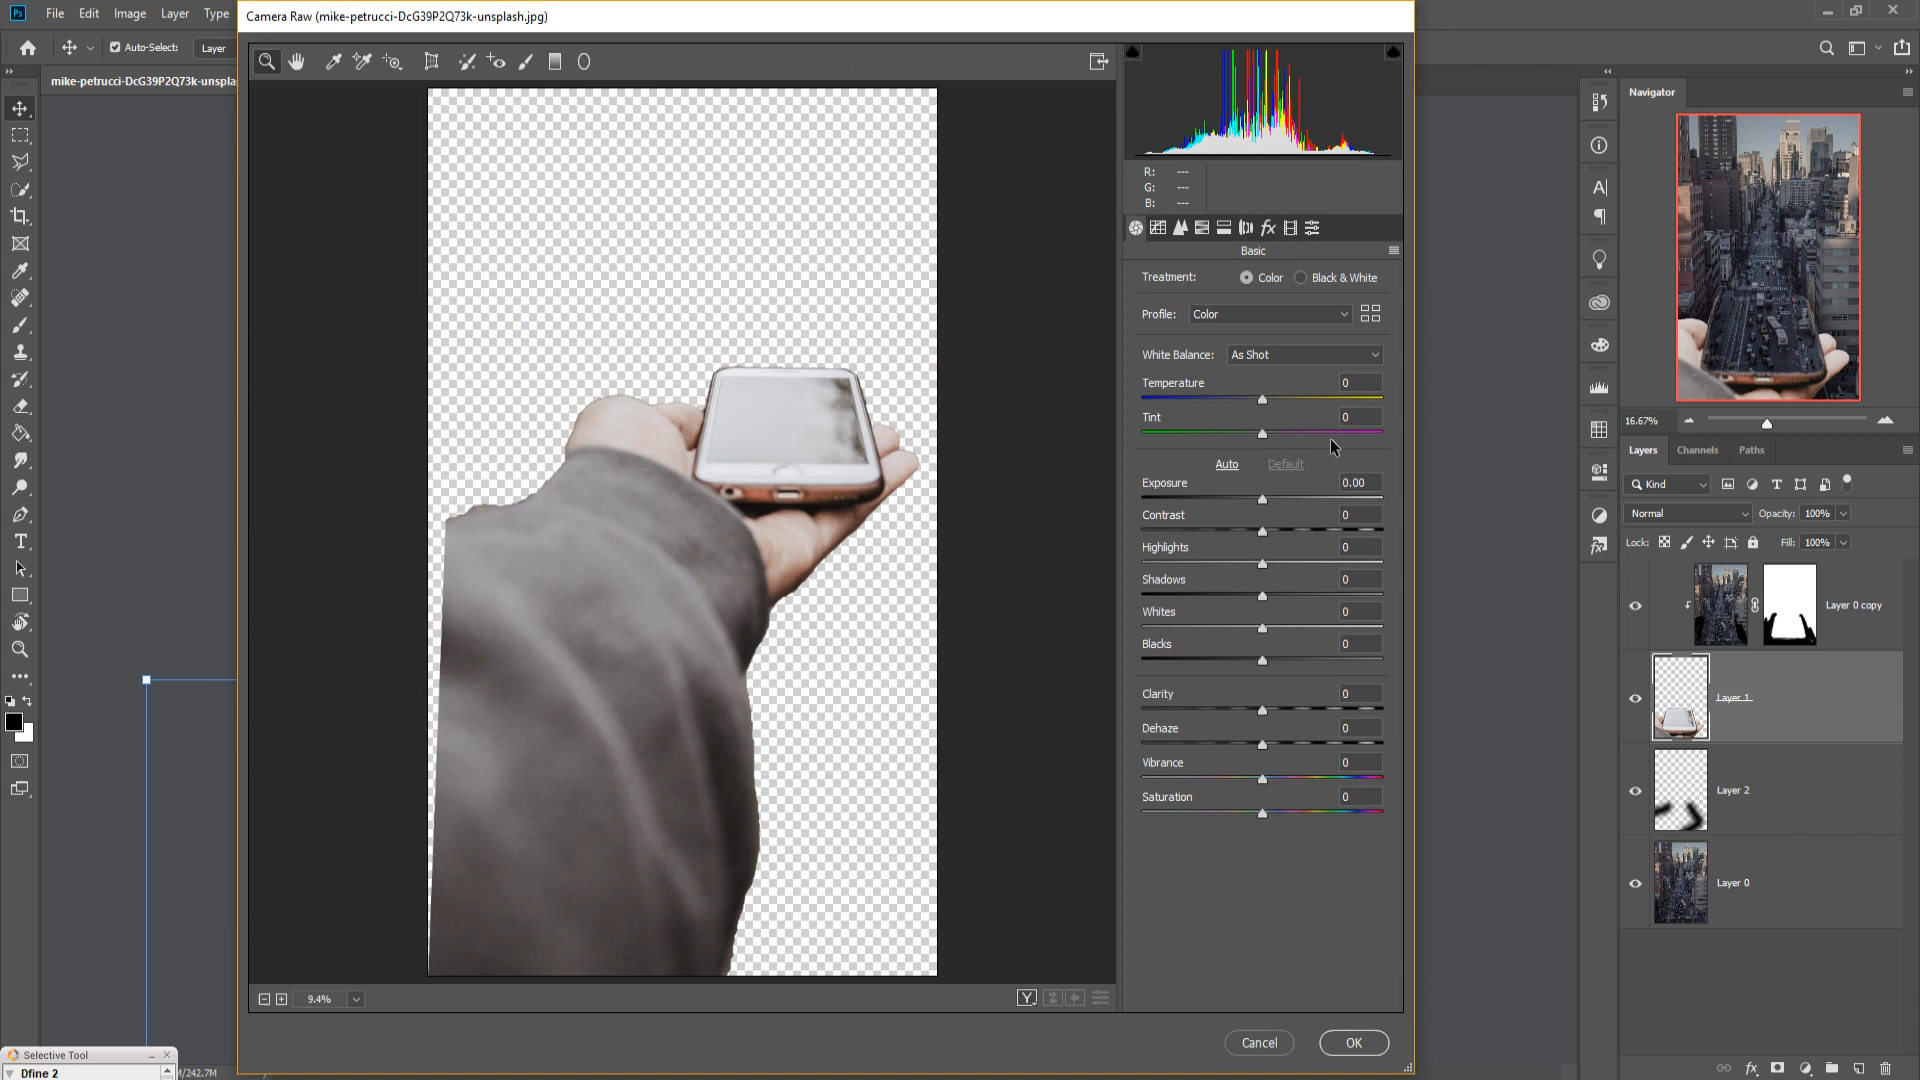 Ps File Edit Image Layer Type
Camera Raw (mike-petrucci-DcG39P2Q73k-unsplash.jpg)
Auto-Select: Layer
mike-petrucci-DcG39P2Q73k-unspla
R: ---
G: ---
B: ---
Basic
Treatment: Color Black & White
Profile: Color
White Balance: As Shot
Temperature 0
Tint 0
Auto Default
Exposure 0.00
Contrast 0
Highlights 0
Shadows 0
Whites 0
Blacks 0
Clarity 0
Dehaze 0
Vibrance 0
Saturation 0
9.4%
Y
Cancel OK
Navigator
16.67%
Layers Channels Paths
Kind
Normal Opacity: 100%
Lock: Fill: 100%
Layer 0 copy
Layer 1
Layer 2
Layer 0
Selective Tool
Dfine 2
M/242.7M